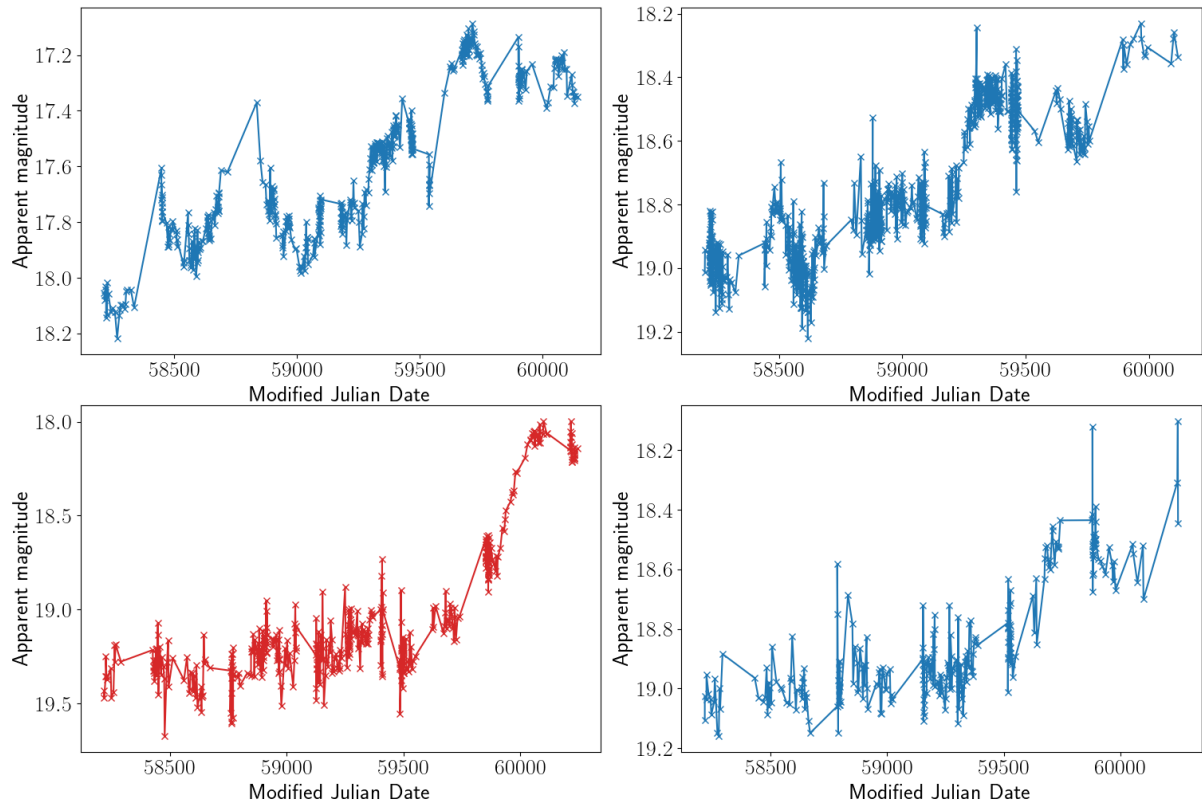 17.2
17.4
17.6
17.8
18.0
18.2
Apparent magnitude
58500 59000 59500 60000
Modified Julian Date
18.2
18.4
18.6
18.8
19.0
19.2
Apparent magnitude
58500 59000 59500 60000
Modified Julian Date
18.0
18.5
19.0
19.5
Apparent magnitude
58500 59000 59500 60000
Modified Julian Date
18.2
18.4
18.6
18.8
19.0
19.2
Apparent magnitude
58500 59000 59500 60000
Modified Julian Date